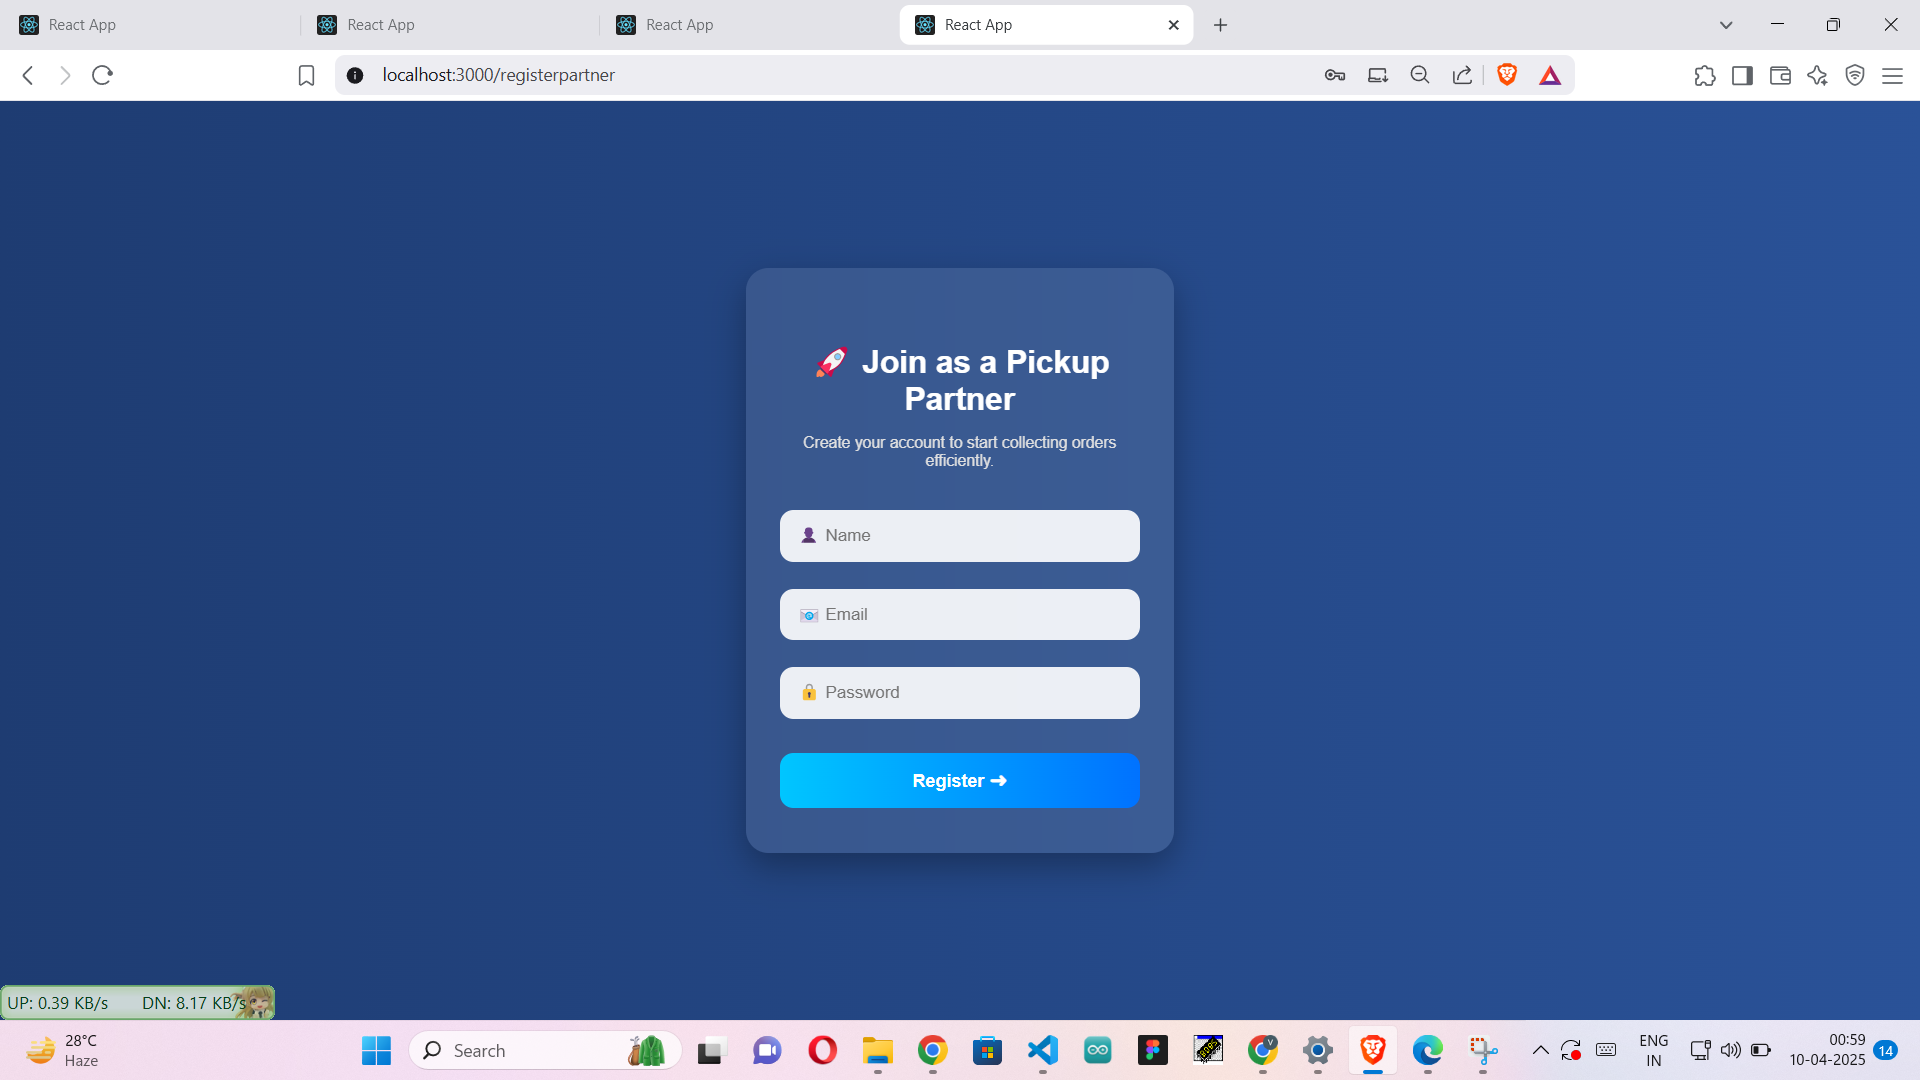 React App
React App
React App
React App
localhost:3000/registerpartner
🚀 Join as a Pickup
Partner
Create your account to start collecting orders
efficiently.
👤 Name
📧 Email
🔒 Password
Register ➜
UP: 0.39 KB/s DN: 8.17 KB/s
28°C
Haze
Search
V
ENG
IN
00:59
10-04-2025
14